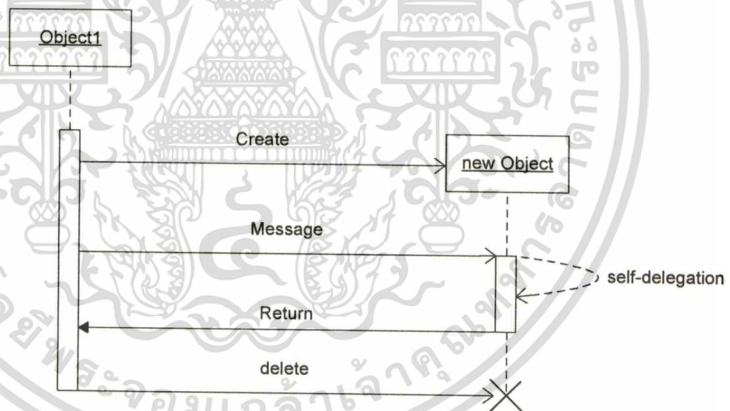 Object1
Create
new Object
Message
self-delegation
Return
delete